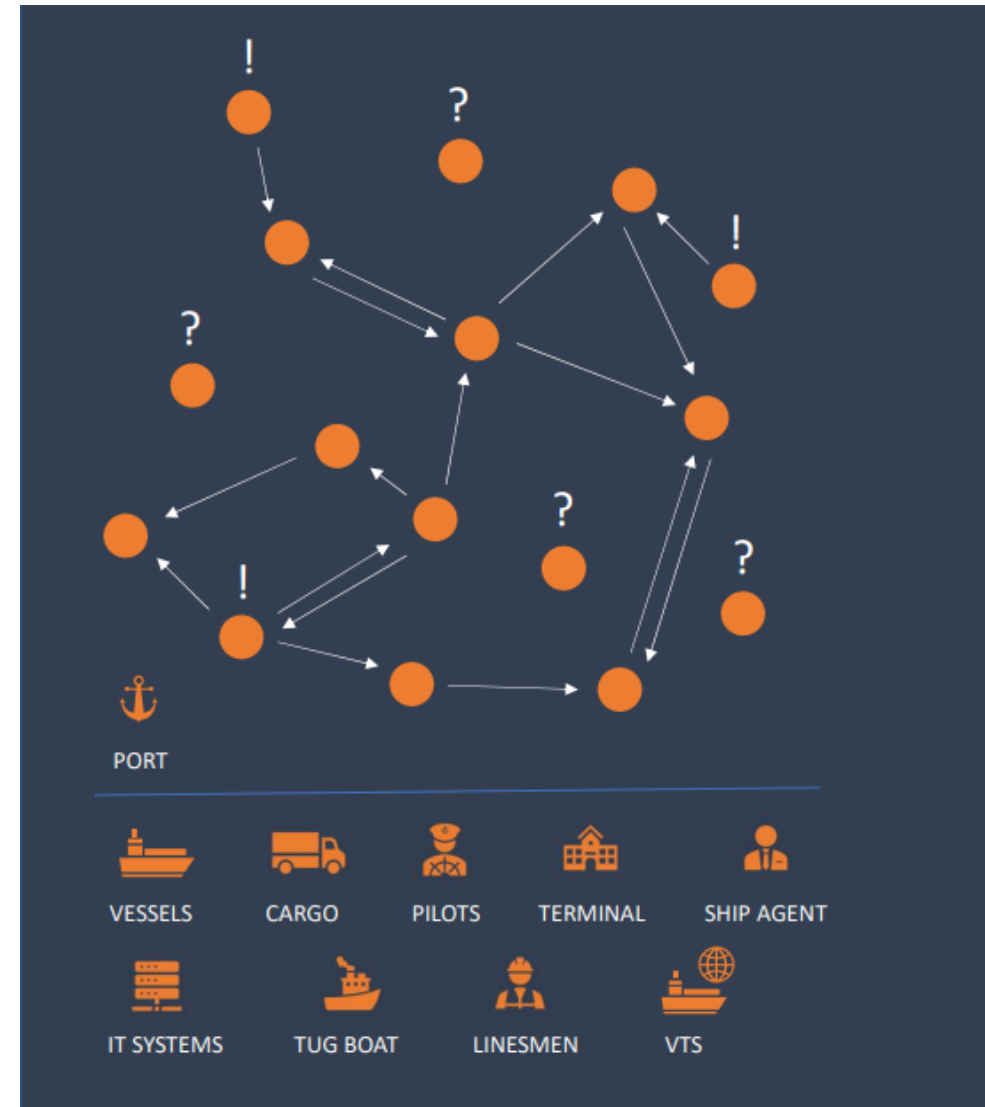 !
?
!
?
?
?
!
PORT
VESSELS CARGO PILOTS TERMINAL SHIP AGENT
IT SYSTEMS TUG BOAT LINESMEN VTS